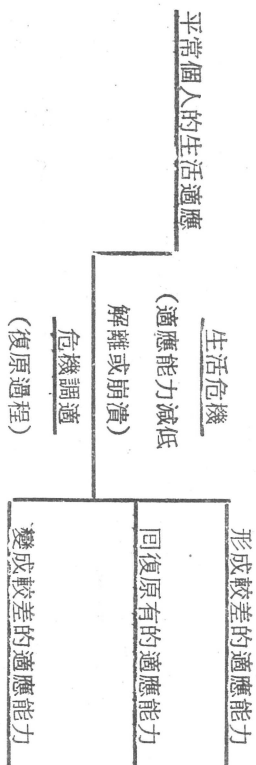 平常個人的生活適應
生活危機
(適應能力減低
解離或崩潰)
危機調適
(復原過程)
形成較差的適應能力
回復原有的適應能力
變成較差的適應能力